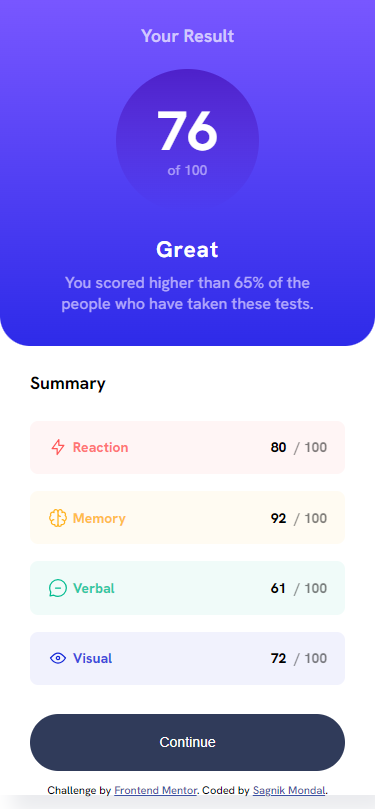 Your Result
76
of 100
Great
You scored higher than 65% of the
people who have taken these tests.
Summary
Reaction 80 / 100
Memory 92 / 100
Verbal 61 / 100
Visual 72 / 100
Continue
Challenge by Frontend Mentor. Coded by Sagnik Mondal.